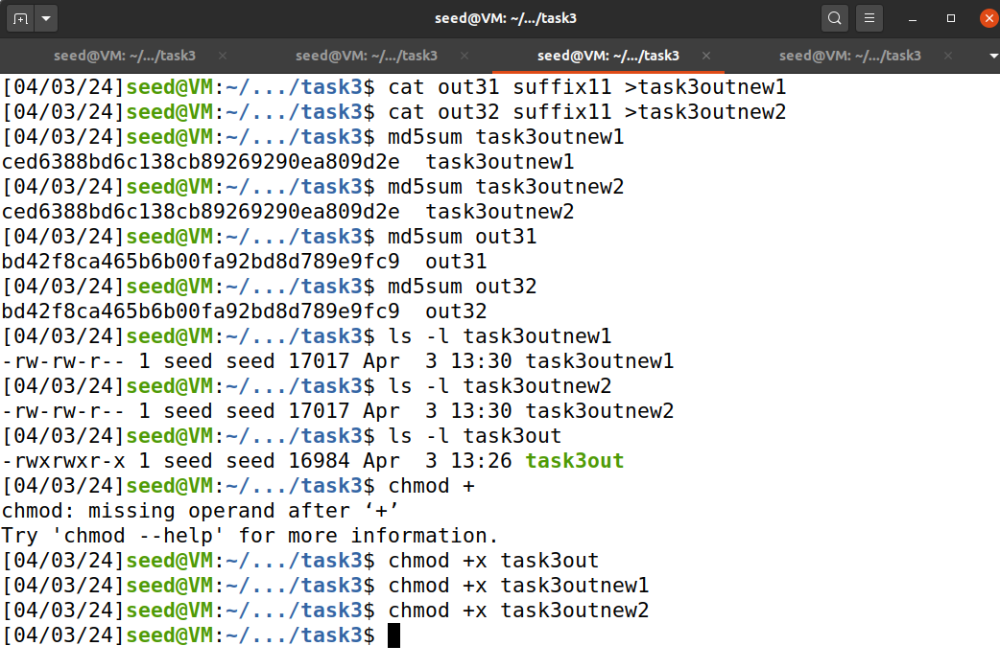 seed@VM: ~/.../task3
seed@VM: ~/.../task3 × seed@VM: ~/.../task3 × seed@VM: ~/.../task3 × seed@VM: ~/.../task3 ×
[04/03/24]seed@VM:~/.../task3$ cat out31 suffix11 >task3outnew1
[04/03/24]seed@VM:~/.../task3$ cat out32 suffix11 >task3outnew2
[04/03/24]seed@VM:~/.../task3$ md5sum task3outnew1
ced6388bd6c138cb89269290ea809d2e  task3outnew1
[04/03/24]seed@VM:~/.../task3$ md5sum task3outnew2
ced6388bd6c138cb89269290ea809d2e  task3outnew2
[04/03/24]seed@VM:~/.../task3$ md5sum out31
bd42f8ca465b6b00fa92bd8d789e9fc9  out31
[04/03/24]seed@VM:~/.../task3$ md5sum out32
bd42f8ca465b6b00fa92bd8d789e9fc9  out32
[04/03/24]seed@VM:~/.../task3$ ls -l task3outnew1
-rw-rw-r-- 1 seed seed 17017 Apr  3 13:30 task3outnew1
[04/03/24]seed@VM:~/.../task3$ ls -l task3outnew2
-rw-rw-r-- 1 seed seed 17017 Apr  3 13:30 task3outnew2
[04/03/24]seed@VM:~/.../task3$ ls -l task3out
-rwxrwxr-x 1 seed seed 16984 Apr  3 13:26 task3out
[04/03/24]seed@VM:~/.../task3$ chmod +
chmod: missing operand after ‘+’
Try 'chmod --help' for more information.
[04/03/24]seed@VM:~/.../task3$ chmod +x task3out
[04/03/24]seed@VM:~/.../task3$ chmod +x task3outnew1
[04/03/24]seed@VM:~/.../task3$ chmod +x task3outnew2
[04/03/24]seed@VM:~/.../task3$